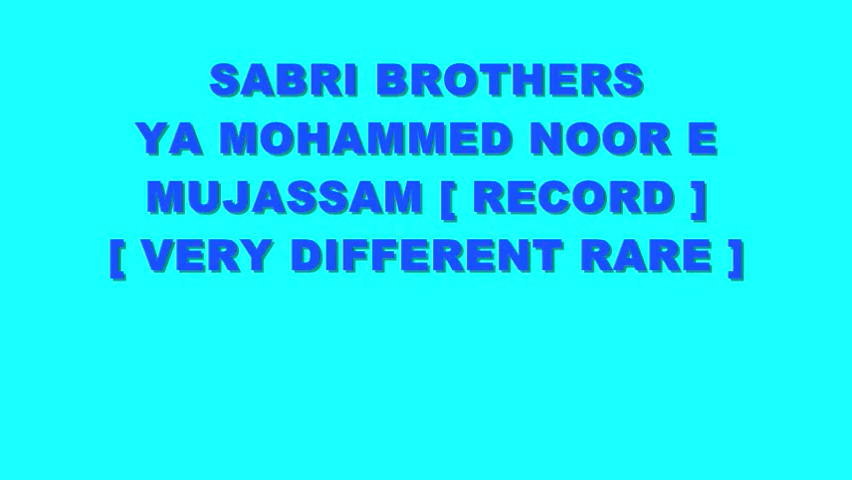 SABRI BROTHERS
YA MOHAMMED NOOR E
MUJASSAM [ RECORD ]
[ VERY DIFFERENT RARE ]